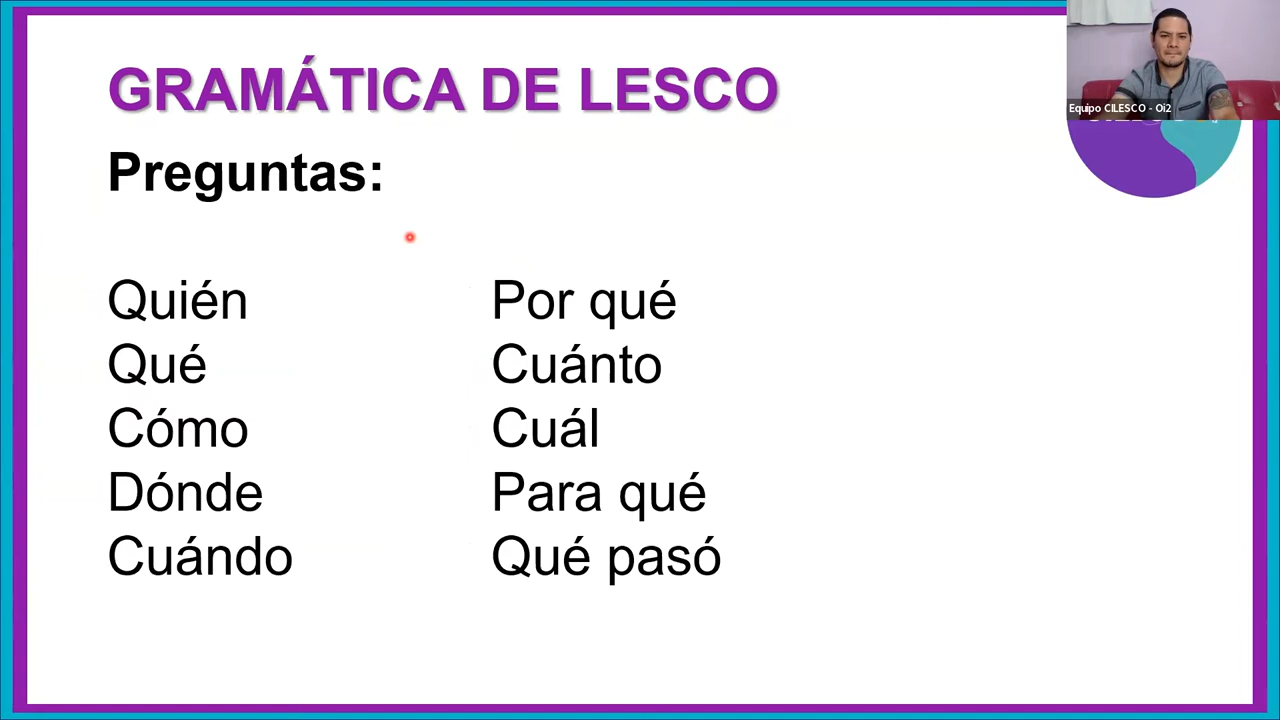 GRAMÁTICA DE LESCO
Preguntas:
Quién
Qué
Cómo
Dónde
Cuándo
Por qué
Cuánto
Cuál
Para qué
Qué pasó
Equipo CILESCO - Oi2